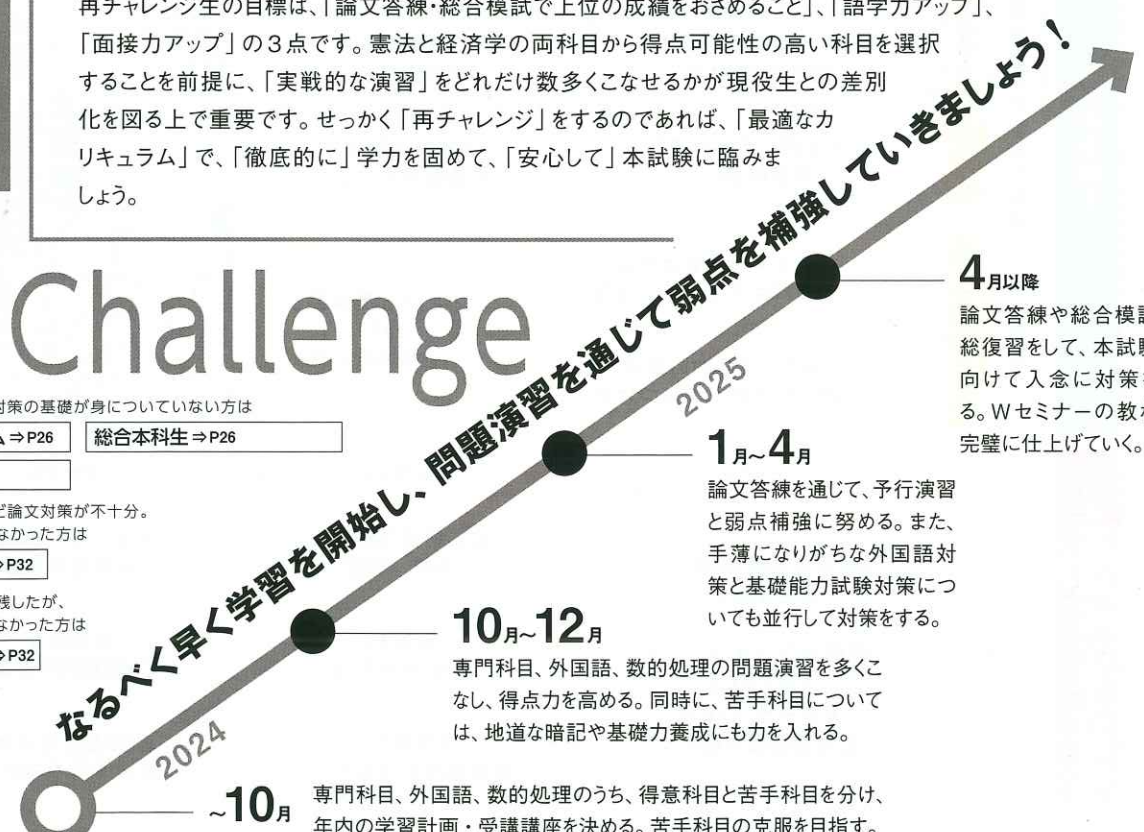 再チャレンジ生の目標は、「論文答練・総合模試で上位の成績をおさめること」、「語学力アップ」、
「面接力アップ」の3点です。憲法と経済学の両科目から得点可能性の高い科目を選択
することを前提に、「実戦的な演習」をどれだけ数多くこなせるかが現役生との差別
化を図る上で重要です。せっかく「再チャレンジ」をするのであれば、「最適なカ
リキュラム」で、「徹底的に」学力を固めて、「安心して」本試験に臨みま
しょう。
Challenge
なるべく早く学習を開始し、問題演習を通じて弱点を補強していきましょう！
対策の基礎が身についていない方は
⇒P26
総合本科生⇒P26
論文対策が不十分。
なかった方は
⇒P32
残したが、
なかった方は
⇒P32
2025
4月以降
論文答練や総合模試
総復習をして、本試験
向けて入念に対策
る。Wセミナーの教
完璧に仕上げていく。
1月~4月
論文答練を通じて、予行演習
と弱点補強に努める。また、
手薄になりがちな外国語対
策と基礎能力試験対策につ
いても並行して対策をする。
10月~12月
専門科目、外国語、数的処理の問題演習を多くこ
なし、得点力を高める。同時に、苦手科目について
は、地道な暗記や基礎力養成にも力を入れる。
2024
~10月
専門科目、外国語、数的処理のうち、得意科目と苦手科目を分け、
年内の学習計画・受講講座を決める。苦手科目の克服を目指す。